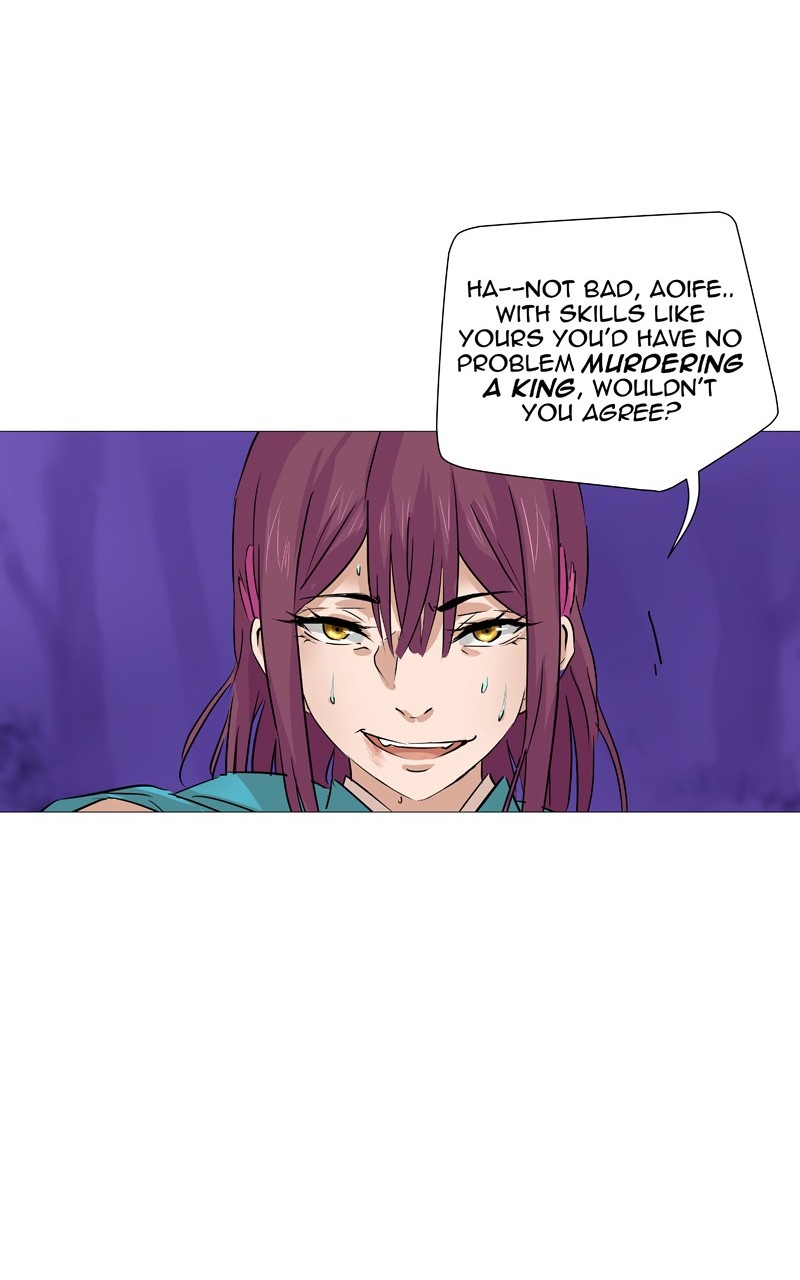 HA--NOT BAD, AOIFE..
WITH SKILLS LIKE
YOURS YOU'D HAVE NO
PROBLEM MURDERING
A KING, WOULDN'T
YOU AGREE?